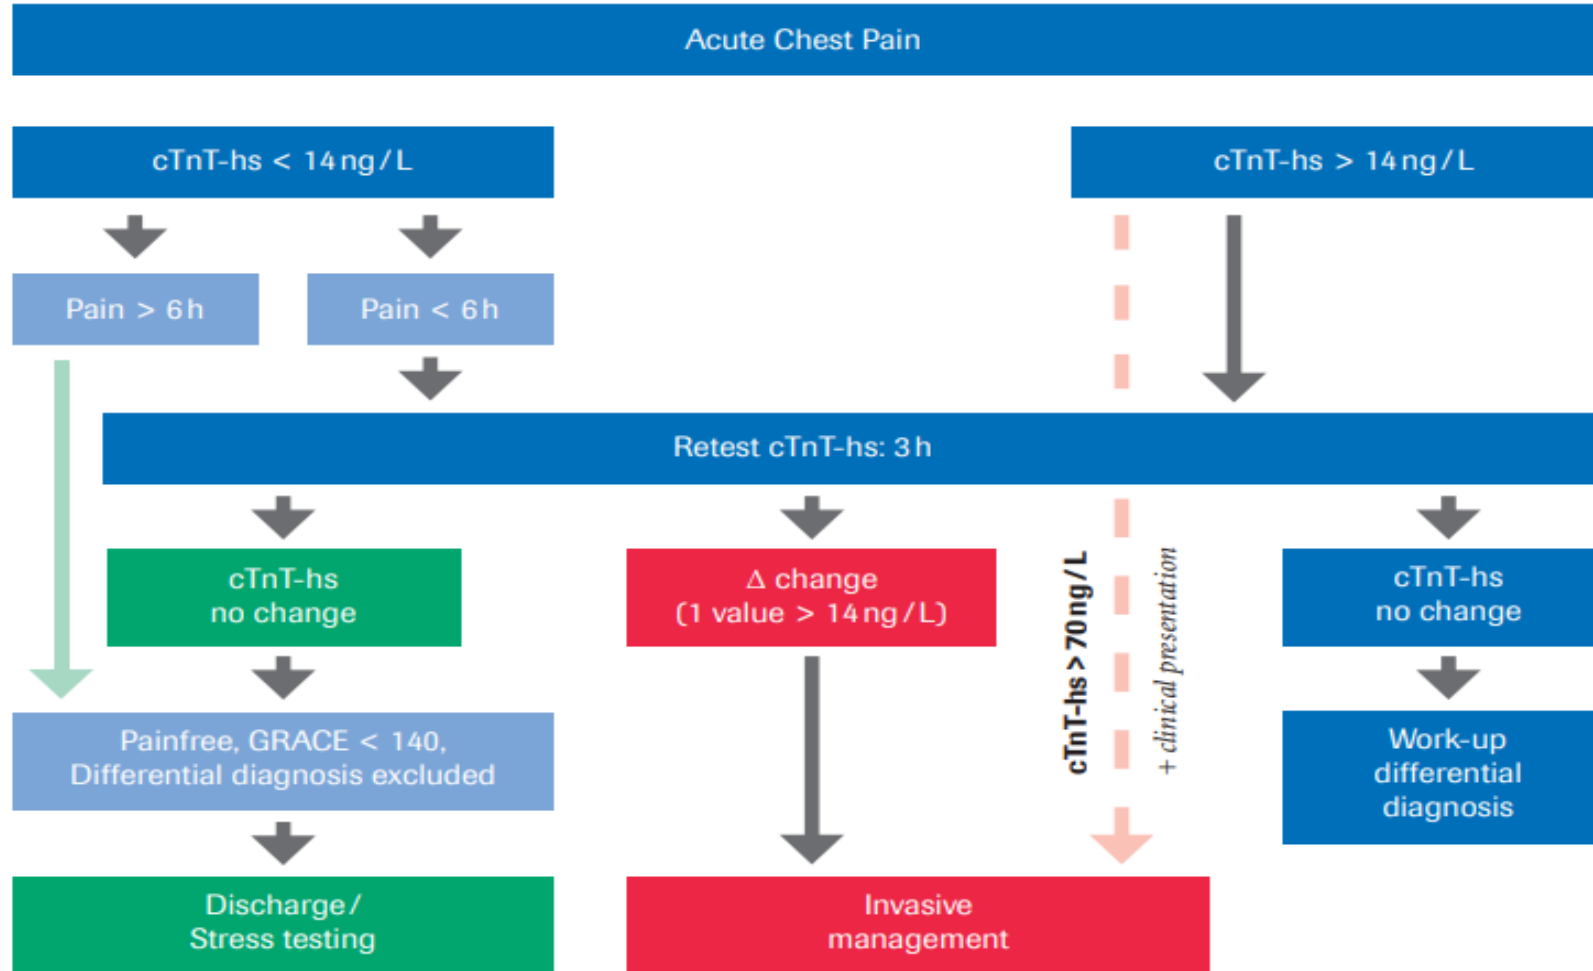 Acute Chest Pain
cTnT-hs < 14 ng/L
cTnT-hs > 14 ng/L
Pain > 6 h
Pain < 6 h
Retest cTnT-hs: 3 h
cTnT-hs
no change
Δ change
(1 value > 14 ng/L)
cTnT-hs > 70 ng/L
+ clinical presentation
cTnT-hs
no change
Painfree, GRACE < 140,
Differential diagnosis excluded
Work-up
differential
diagnosis
Discharge/
Stress testing
Invasive
management